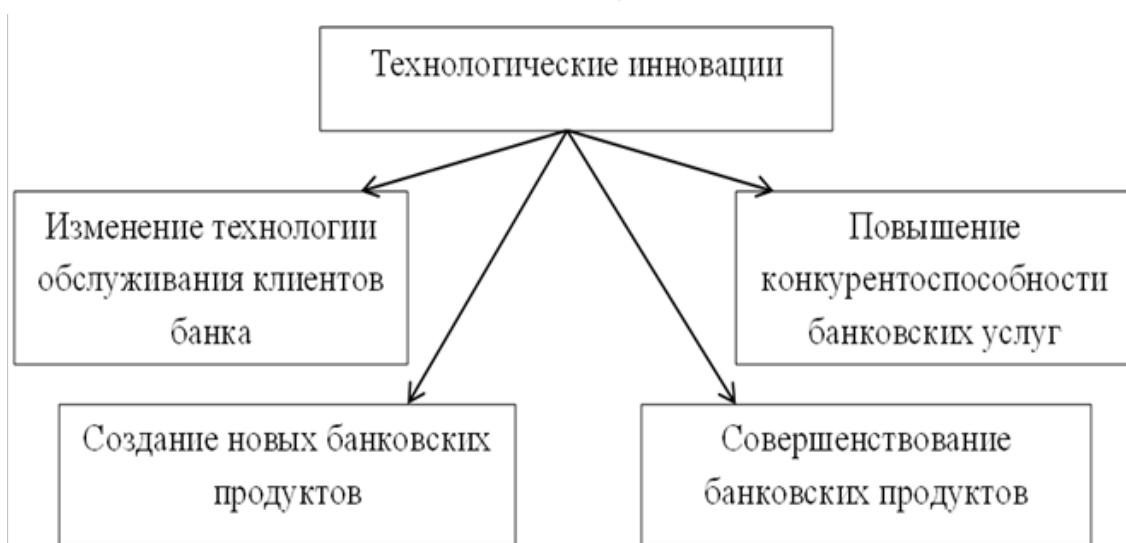 Технологические инновации
Изменение технологии
обслуживания клиентов
банка
Повышение
конкурентоспособности
банковских услуг
Создание новых банковских
продуктов
Совершенствование
банковских продуктов